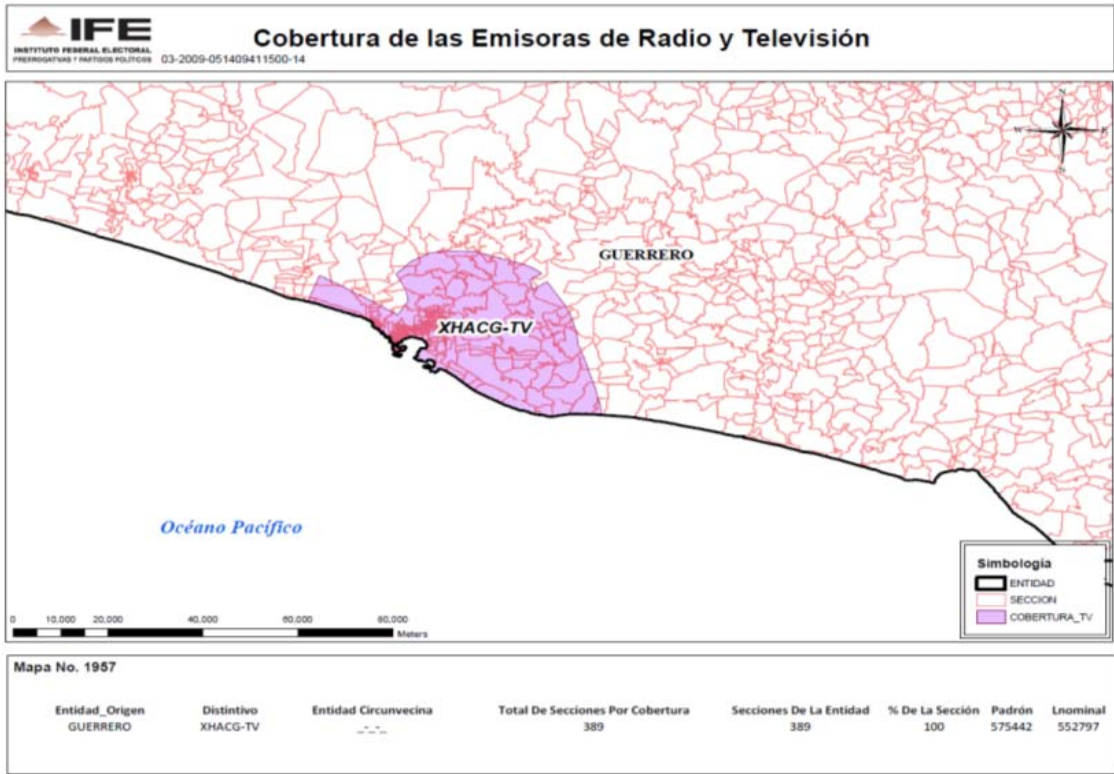 IFE
INSTITUTO FEDERAL ELECTORAL
PRERROGATIVAS Y PARTIDOS POLÍTICOS
03-2009-051409411500-14
Cobertura de las Emisoras de Radio y Televisión
N
W
E
GUERRERO
XHACG-TV
Océano Pacífico
Simbología
ENTIDAD
SECCION
COBERTURA_TV
0 10,000 20,000 40,000 60,000 80,000
Meters
Mapa No. 1957
Entidad_Origen Distintivo Entidad Circunvecina Total De Secciones Por Cobertura Secciones De La Entidad % De La Sección Padrón Lnominal
GUERRERO XHACG-TV _-_-_ 389 389 100 575442 552797